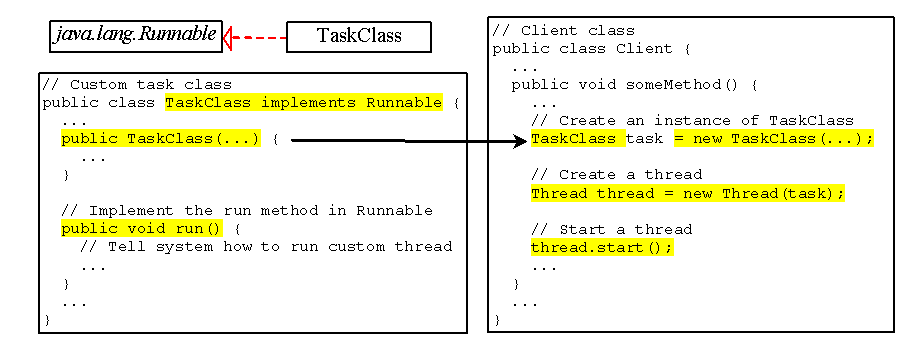 java.lang.Runnable
TaskClass
// Custom task class
public class TaskClass implements Runnable {
...
public TaskClass(...) {
...
}
// Implement the run method in Runnable
public void run() {
// Tell system how to run custom thread
...
}
...
}
// Client class
public class Client {
...
public void someMethod() {
...
// Create an instance of TaskClass
TaskClass task = new TaskClass(...);
// Create a thread
Thread thread = new Thread(task);
// Start a thread
thread.start();
...
}
...
}